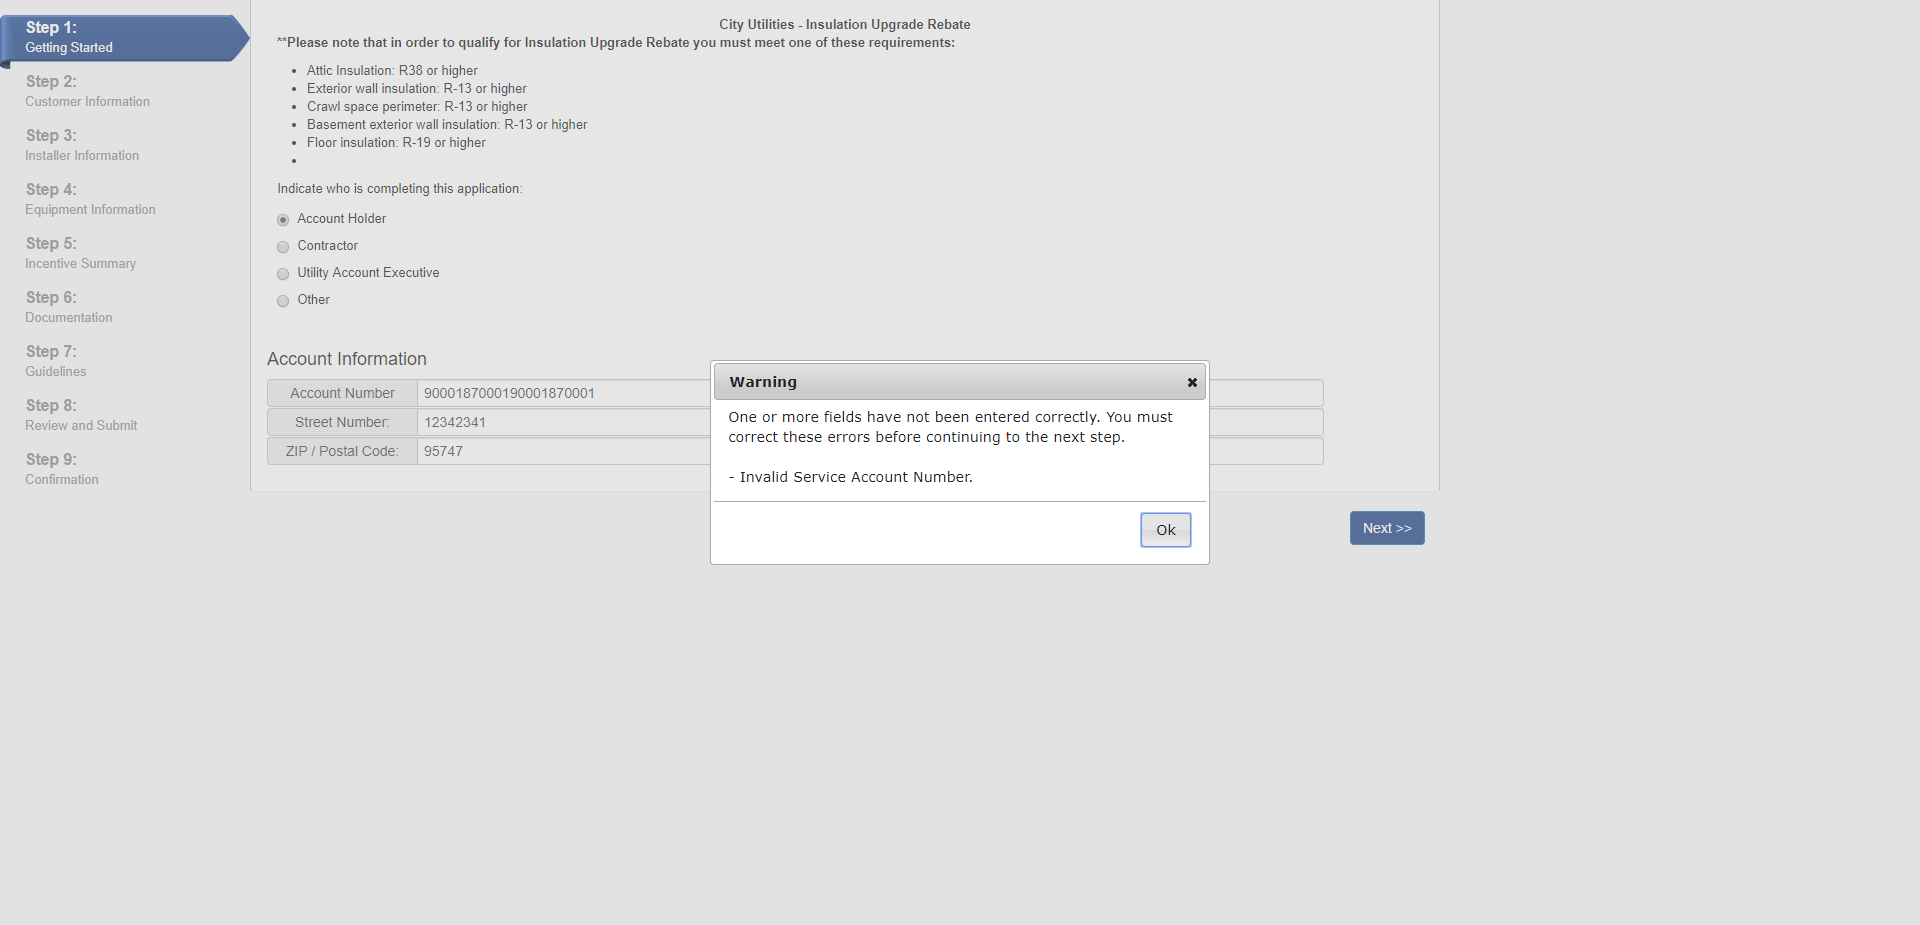 Step 1:
Getting Started
Step 2:
Customer Information
Step 3:
Installer Information
Step 4:
Equipment Information
Step 5:
Incentive Summary
Step 6:
Documentation
Step 7:
Guidelines
Step 8:
Review and Submit
Step 9:
Confirmation
City Utilities - Insulation Upgrade Rebate
**Please note that in order to qualify for Insulation Upgrade Rebate you must meet one of these requirements:
• Attic Insulation: R38 or higher
• Exterior wall insulation: R-13 or higher
• Crawl space perimeter: R-13 or higher
• Basement exterior wall insulation: R-13 or higher
• Floor insulation: R-19 or higher
•
Indicate who is completing this application:
Account Holder
Contractor
Utility Account Executive
Other
Account Information
Account Number 9000187000190001870001
Street Number: 12342341
ZIP / Postal Code: 95747
Warning
One or more fields have not been entered correctly. You must
correct these errors before continuing to the next step.
- Invalid Service Account Number.
Ok
Next >>